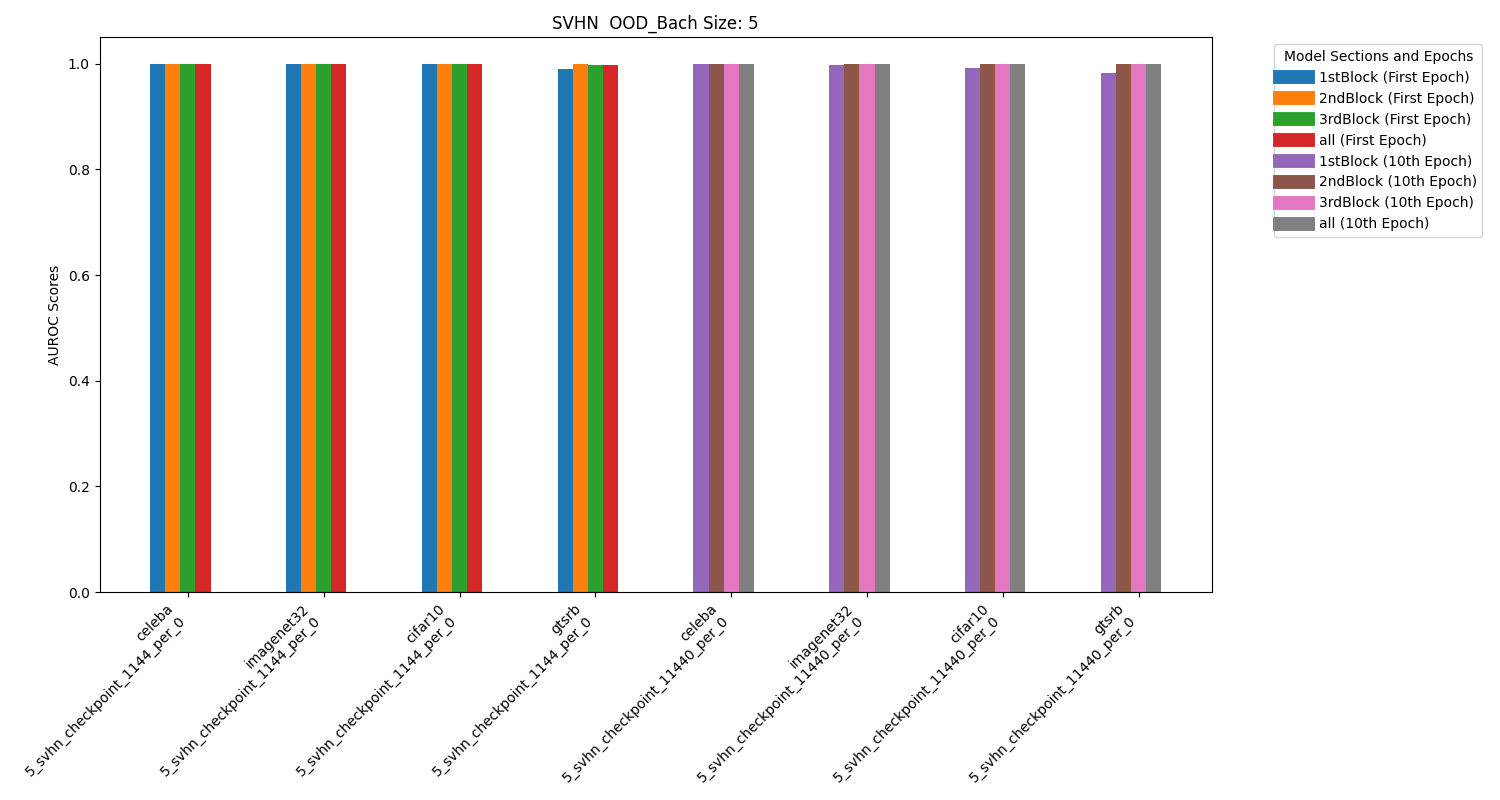 SVHN  OOD_Bach Size: 5
AUROC Scores
1.0
0.8
0.6
0.4
0.2
0.0
celeba
5_svhn_checkpoint_1144_per_0
imagenet32
5_svhn_checkpoint_1144_per_0
cifar10
5_svhn_checkpoint_1144_per_0
gtsrb
5_svhn_checkpoint_1144_per_0
celeba
5_svhn_checkpoint_11440_per_0
imagenet32
5_svhn_checkpoint_11440_per_0
cifar10
5_svhn_checkpoint_11440_per_0
gtsrb
5_svhn_checkpoint_11440_per_0
Model Sections and Epochs
1stBlock (First Epoch)
2ndBlock (First Epoch)
3rdBlock (First Epoch)
all (First Epoch)
1stBlock (10th Epoch)
2ndBlock (10th Epoch)
3rdBlock (10th Epoch)
all (10th Epoch)